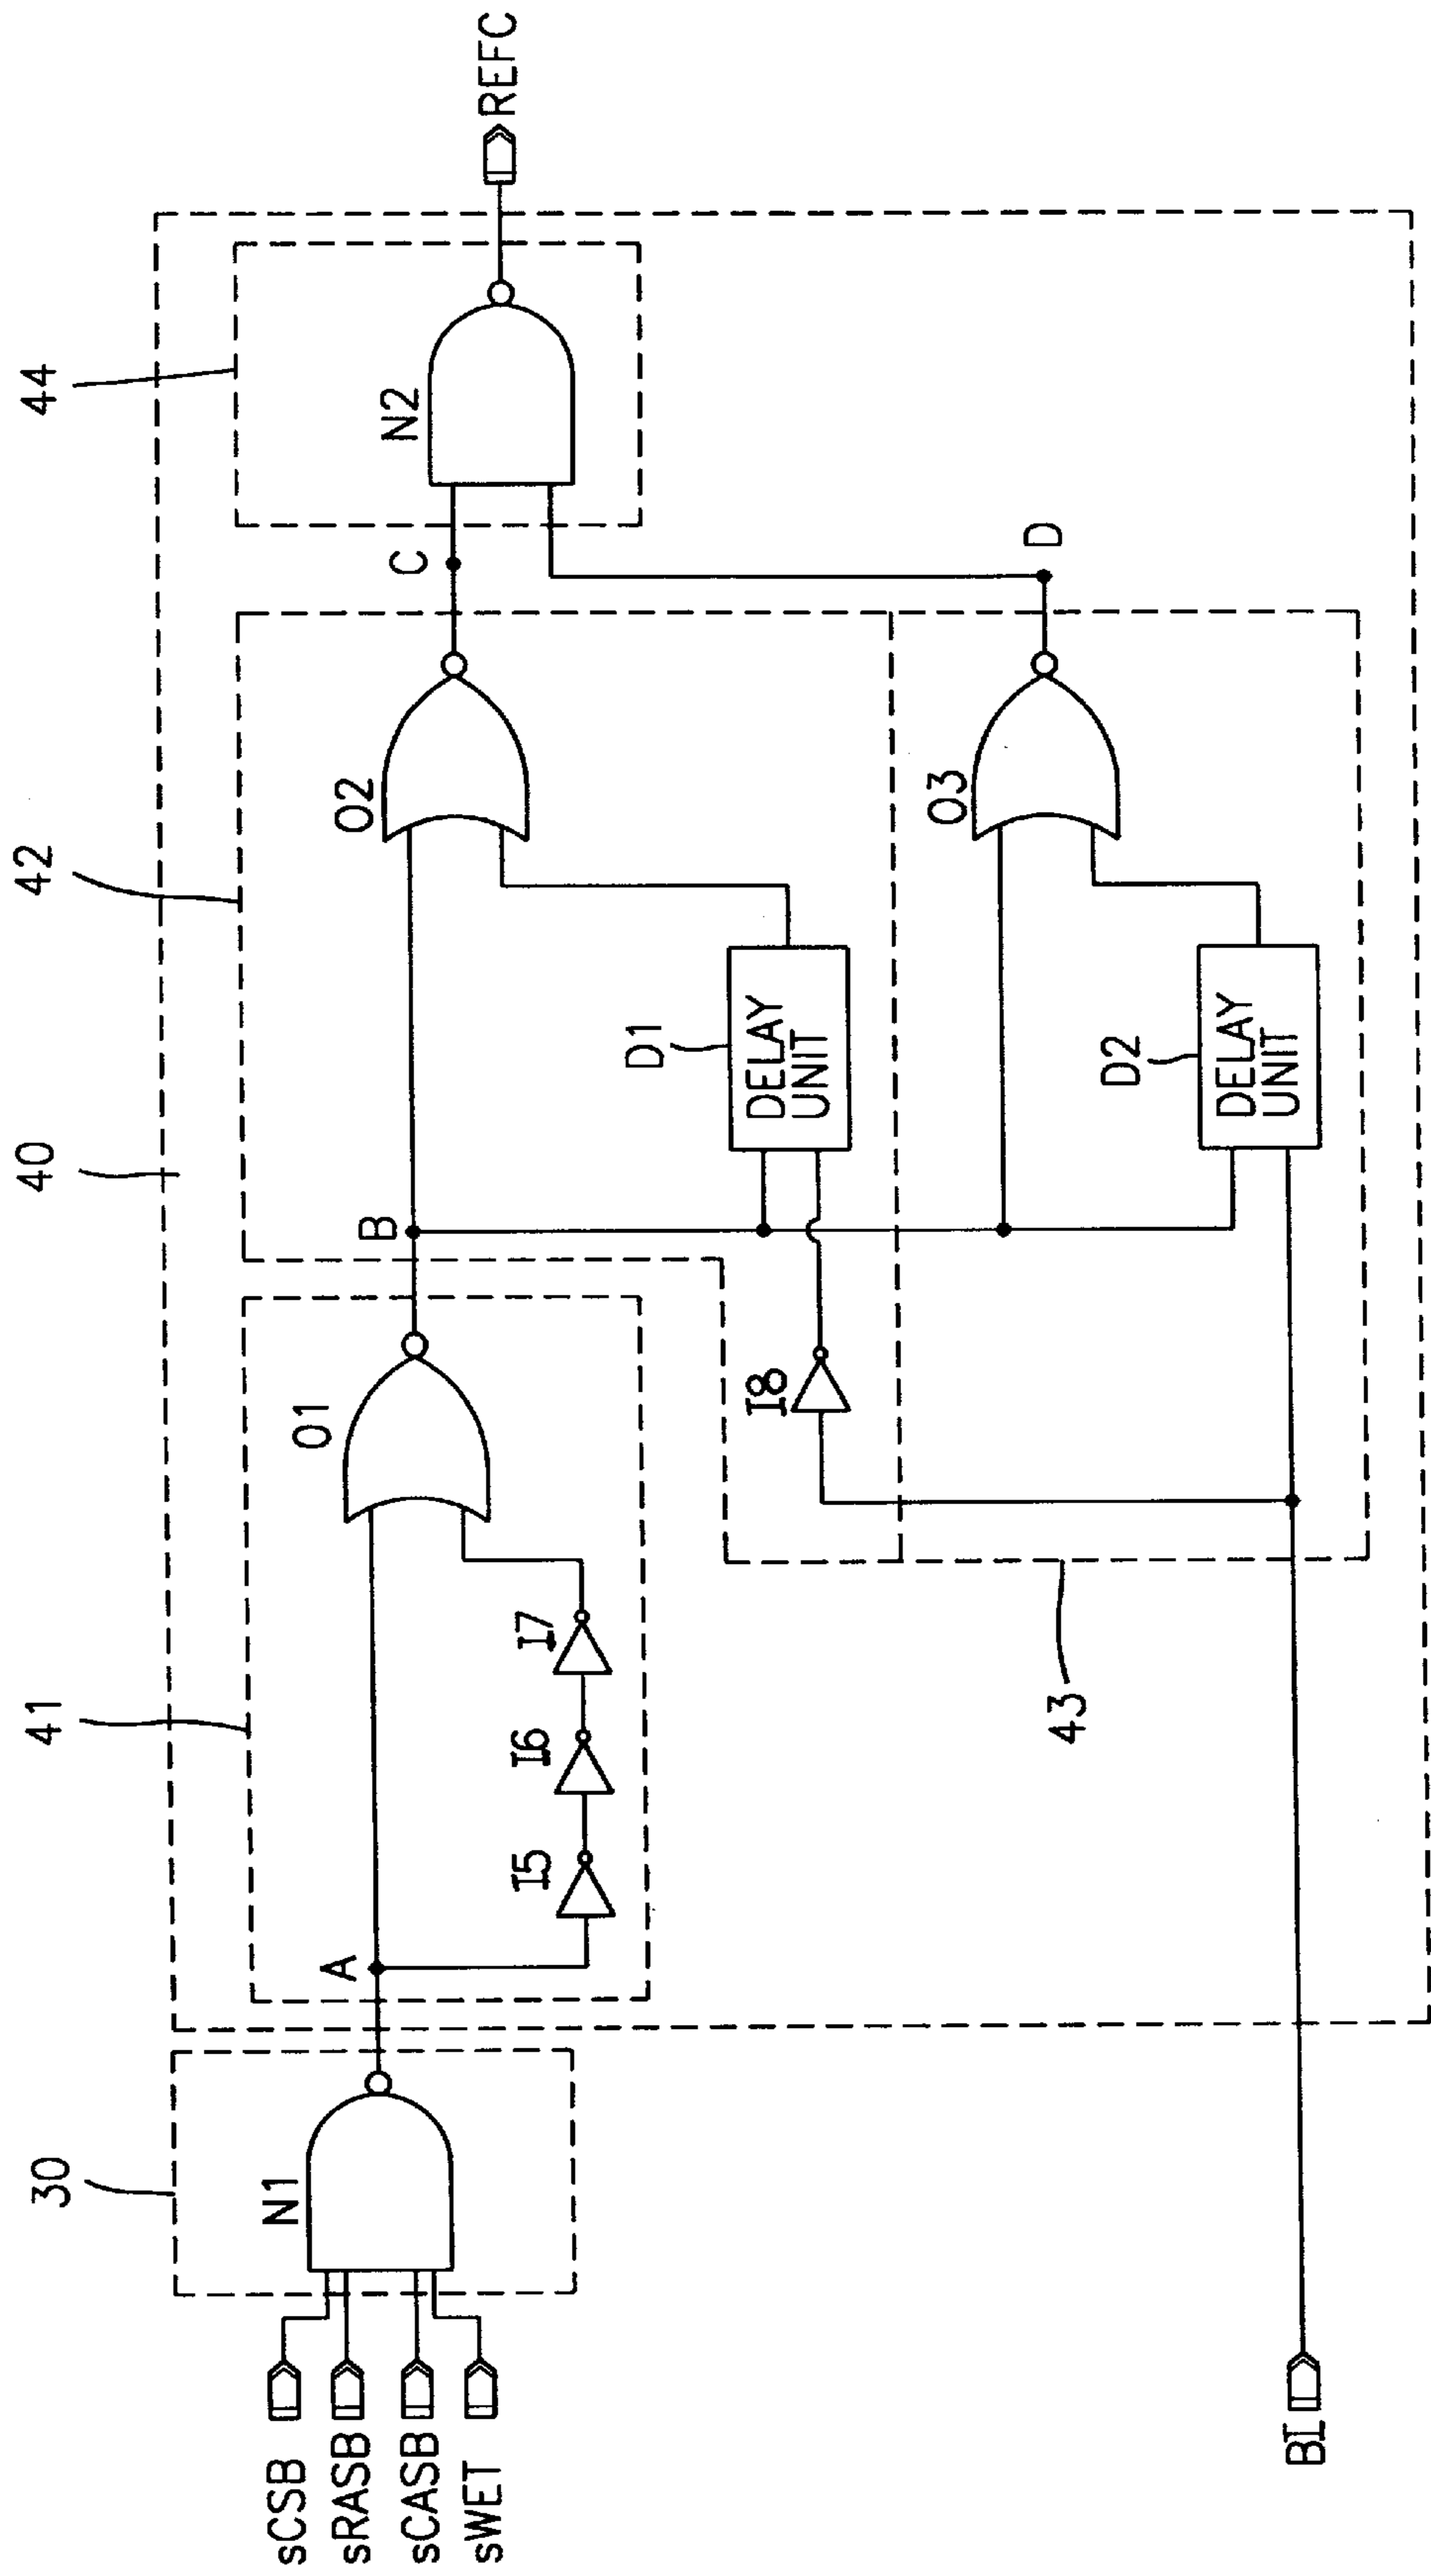 sCSB
sRASB
sCASB
sWET
BI
30
N1
40
41
A
I5
I6
I7
O1
B
42
43
I8
D1
DELAY
UNIT
D2
DELAY
UNIT
O2
O3
C
D
44
N2
REFC